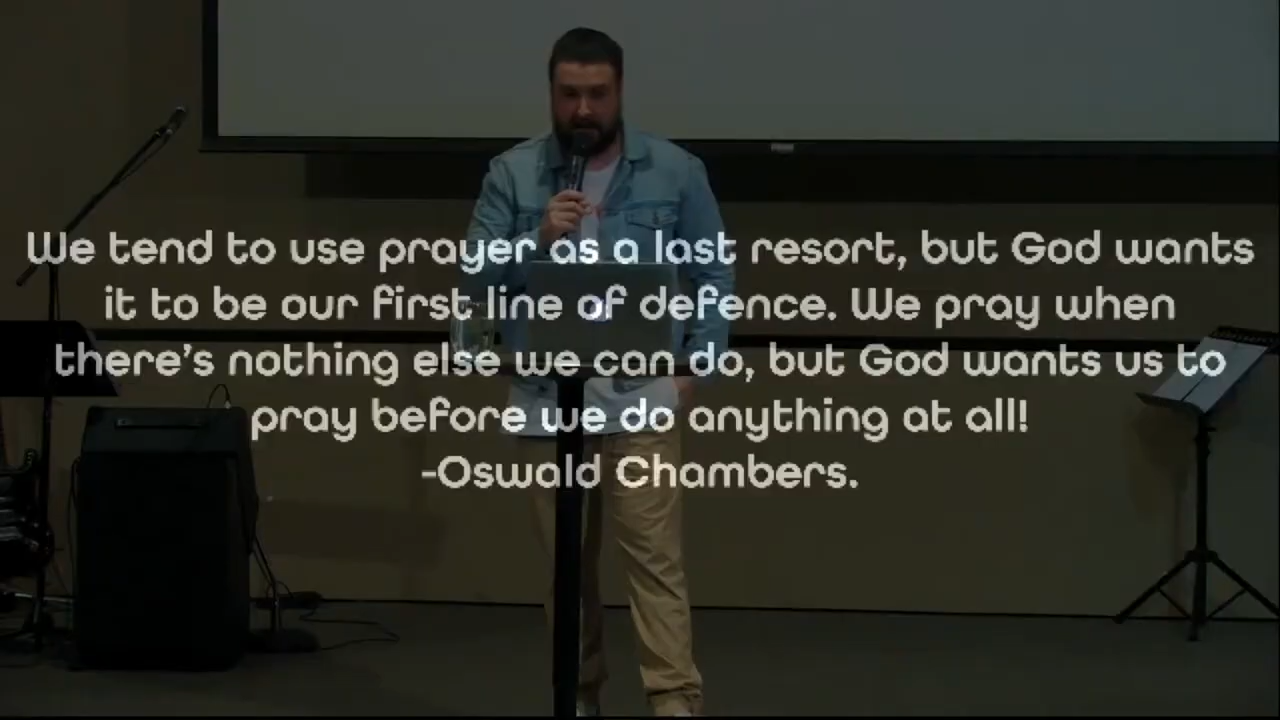 We tend to use prayer as a last resort, but God wants
it to be our first line of defence. We pray when
there's nothing else we can do, but God wants us to
pray before we do anything at all!
-Oswald Chambers.